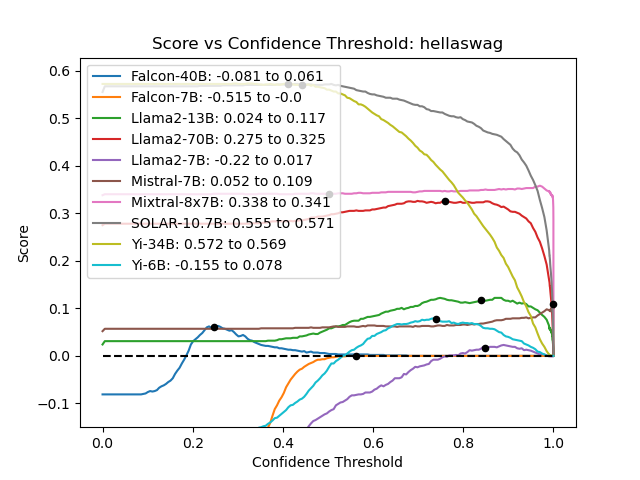 Score vs Confidence Threshold: hellaswag
Falcon-40B: -0.081 to 0.061
Falcon-7B: -0.515 to -0.0
Llama2-13B: 0.024 to 0.117
Llama2-70B: 0.275 to 0.325
Llama2-7B: -0.22 to 0.017
Mistral-7B: 0.052 to 0.109
Mixtral-8x7B: 0.338 to 0.341
SOLAR-10.7B: 0.555 to 0.571
Yi-34B: 0.572 to 0.569
Yi-6B: -0.155 to 0.078
Score
0.6
0.5
0.4
0.3
0.2
0.1
0.0
−0.1
0.0 0.2 0.4 0.6 0.8 1.0
Confidence Threshold